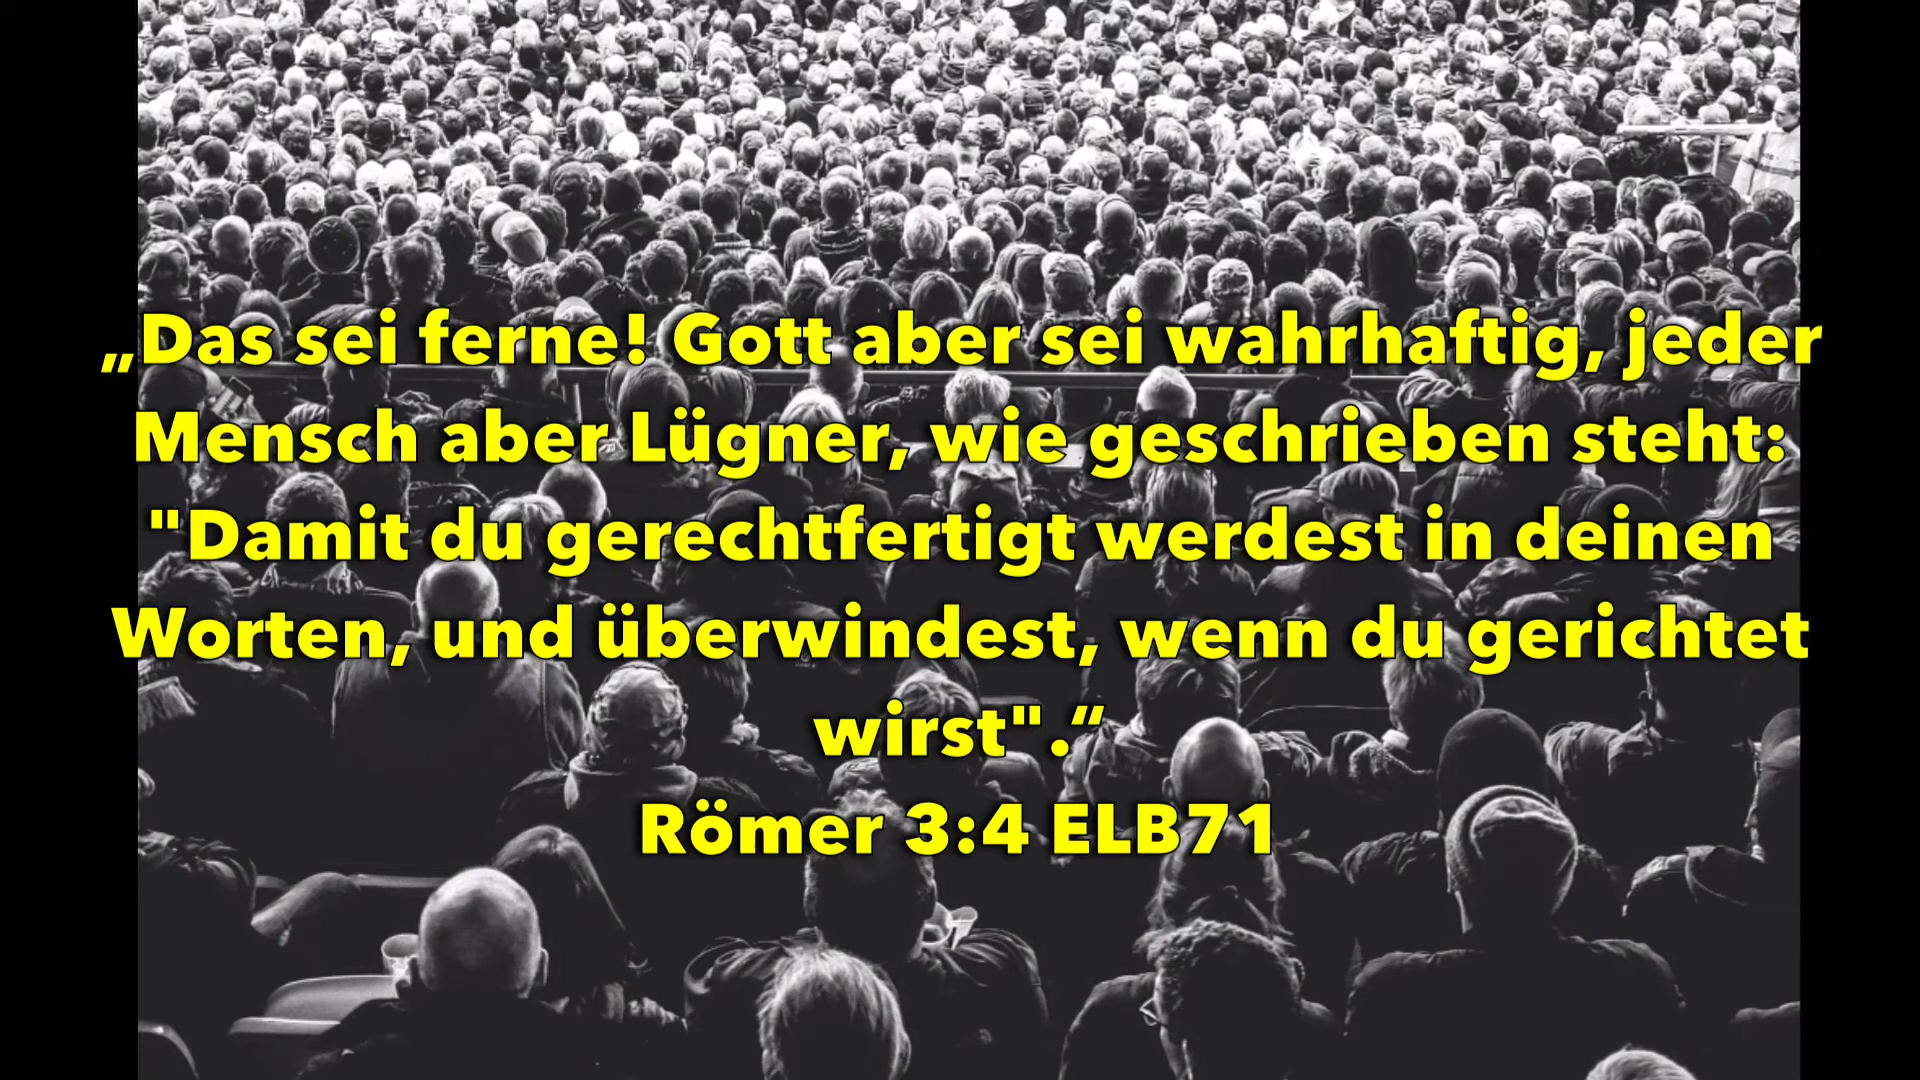 „Das sei ferne! Gott aber sei wahrhaftig, jeder
Mensch aber Lügner, wie geschrieben steht:
"Damit du gerechtfertigt werdest in deinen
Worten, und überwindest, wenn du gerichtet
wirst".“
Römer 3:4 ELB71